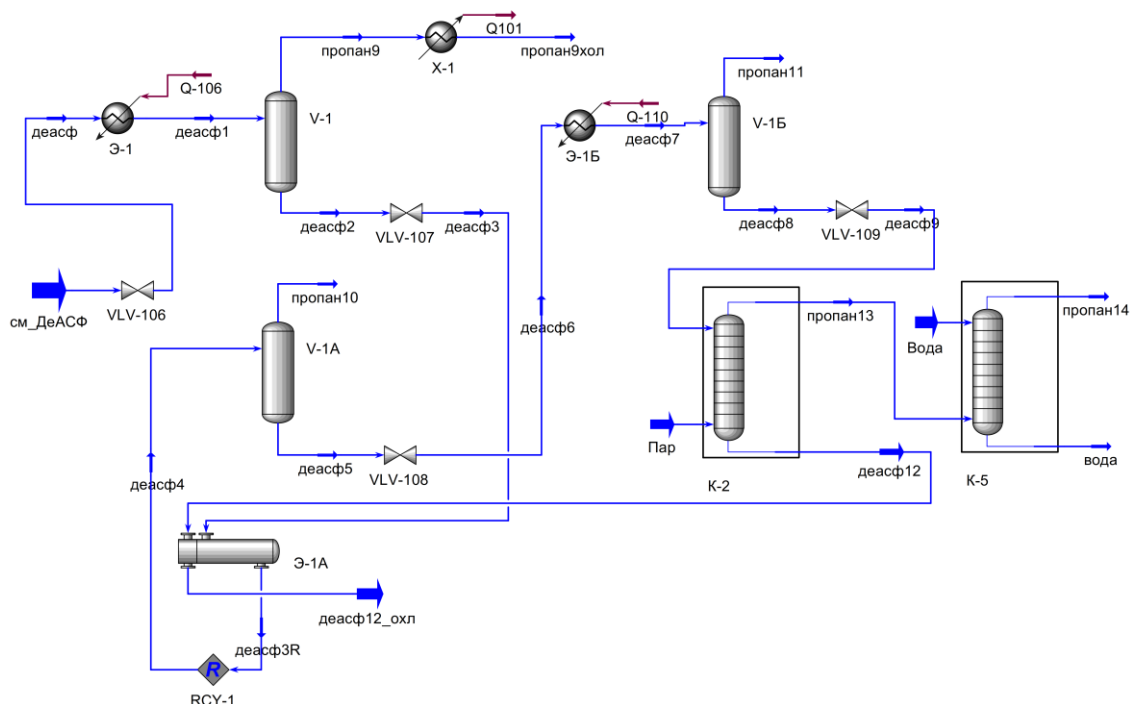 пропан9
Q101
пропан9хол
X-1
Q-106
деасф
деасф1
Э-1
V-1
пропан11
Q-110
деасф7
Э-1Б
V-1Б
деасф2
деасф3
VLV-107
деасф8
деасф9
VLV-109
см_ДеАСФ
VLV-106
пропан10
V-1А
деасф6
пропан13
пропан14
Вода
Пар
деасф5
VLV-108
деасф4
деасф12
вода
К-2
К-5
Э-1А
деасф12_охл
деасф3R
R
RCY-1